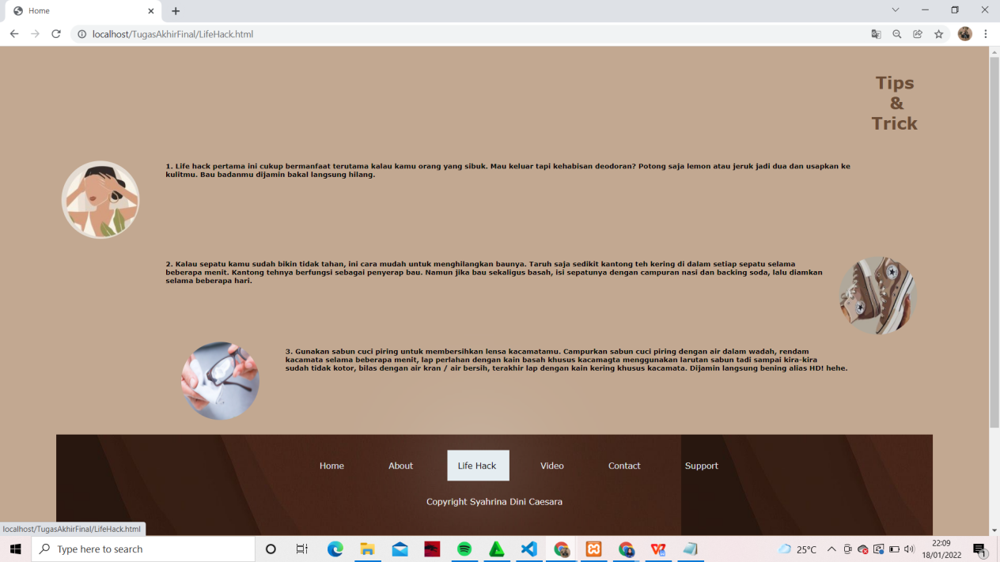 Home
localhost/TugasAkhirFinal/LifeHack.html
Tips
&
Trick
1. Life hack pertama ini cukup bermanfaat terutama kalau kamu orang yang sibuk. Mau keluar tapi kehabisan deodoran? Potong saja lemon atau jeruk jadi dua dan usapkan ke
kulitmu. Bau badanmu dijamin bakal langsung hilang.
2. Kalau sepatu kamu sudah bikin tidak tahan, ini cara mudah untuk menghilangkan baunya. Taruh saja sedikit kantong teh kering di dalam setiap sepatu selama
beberapa menit. Kantong tehnya berfungsi sebagai penyerap bau. Namun jika bau sekaligus basah, isi sepatunya dengan campuran nasi dan backing soda, lalu diamkan
selama beberapa hari.
3. Gunakan sabun cuci piring untuk membersihkan lensa kacamatamu. Campurkan sabun cuci piring dengan air dalam wadah, rendam
kacamata selama beberapa menit, lap perlahan dengan kain basah khusus kacamagta menggunakan larutan sabun tadi sampai kira-kira
sudah tidak kotor, bilas dengan air kran / air bersih, terakhir lap dengan kain kering khusus kacamata. Dijamin langsung bening alias HD! hehe.
Home About Life Hack Video Contact Support
Copyright Syahrina Dini Caesara
localhost/TugasAkhirFinal/LifeHack.html
Type here to search
25°C
22:09
18/01/2022
1